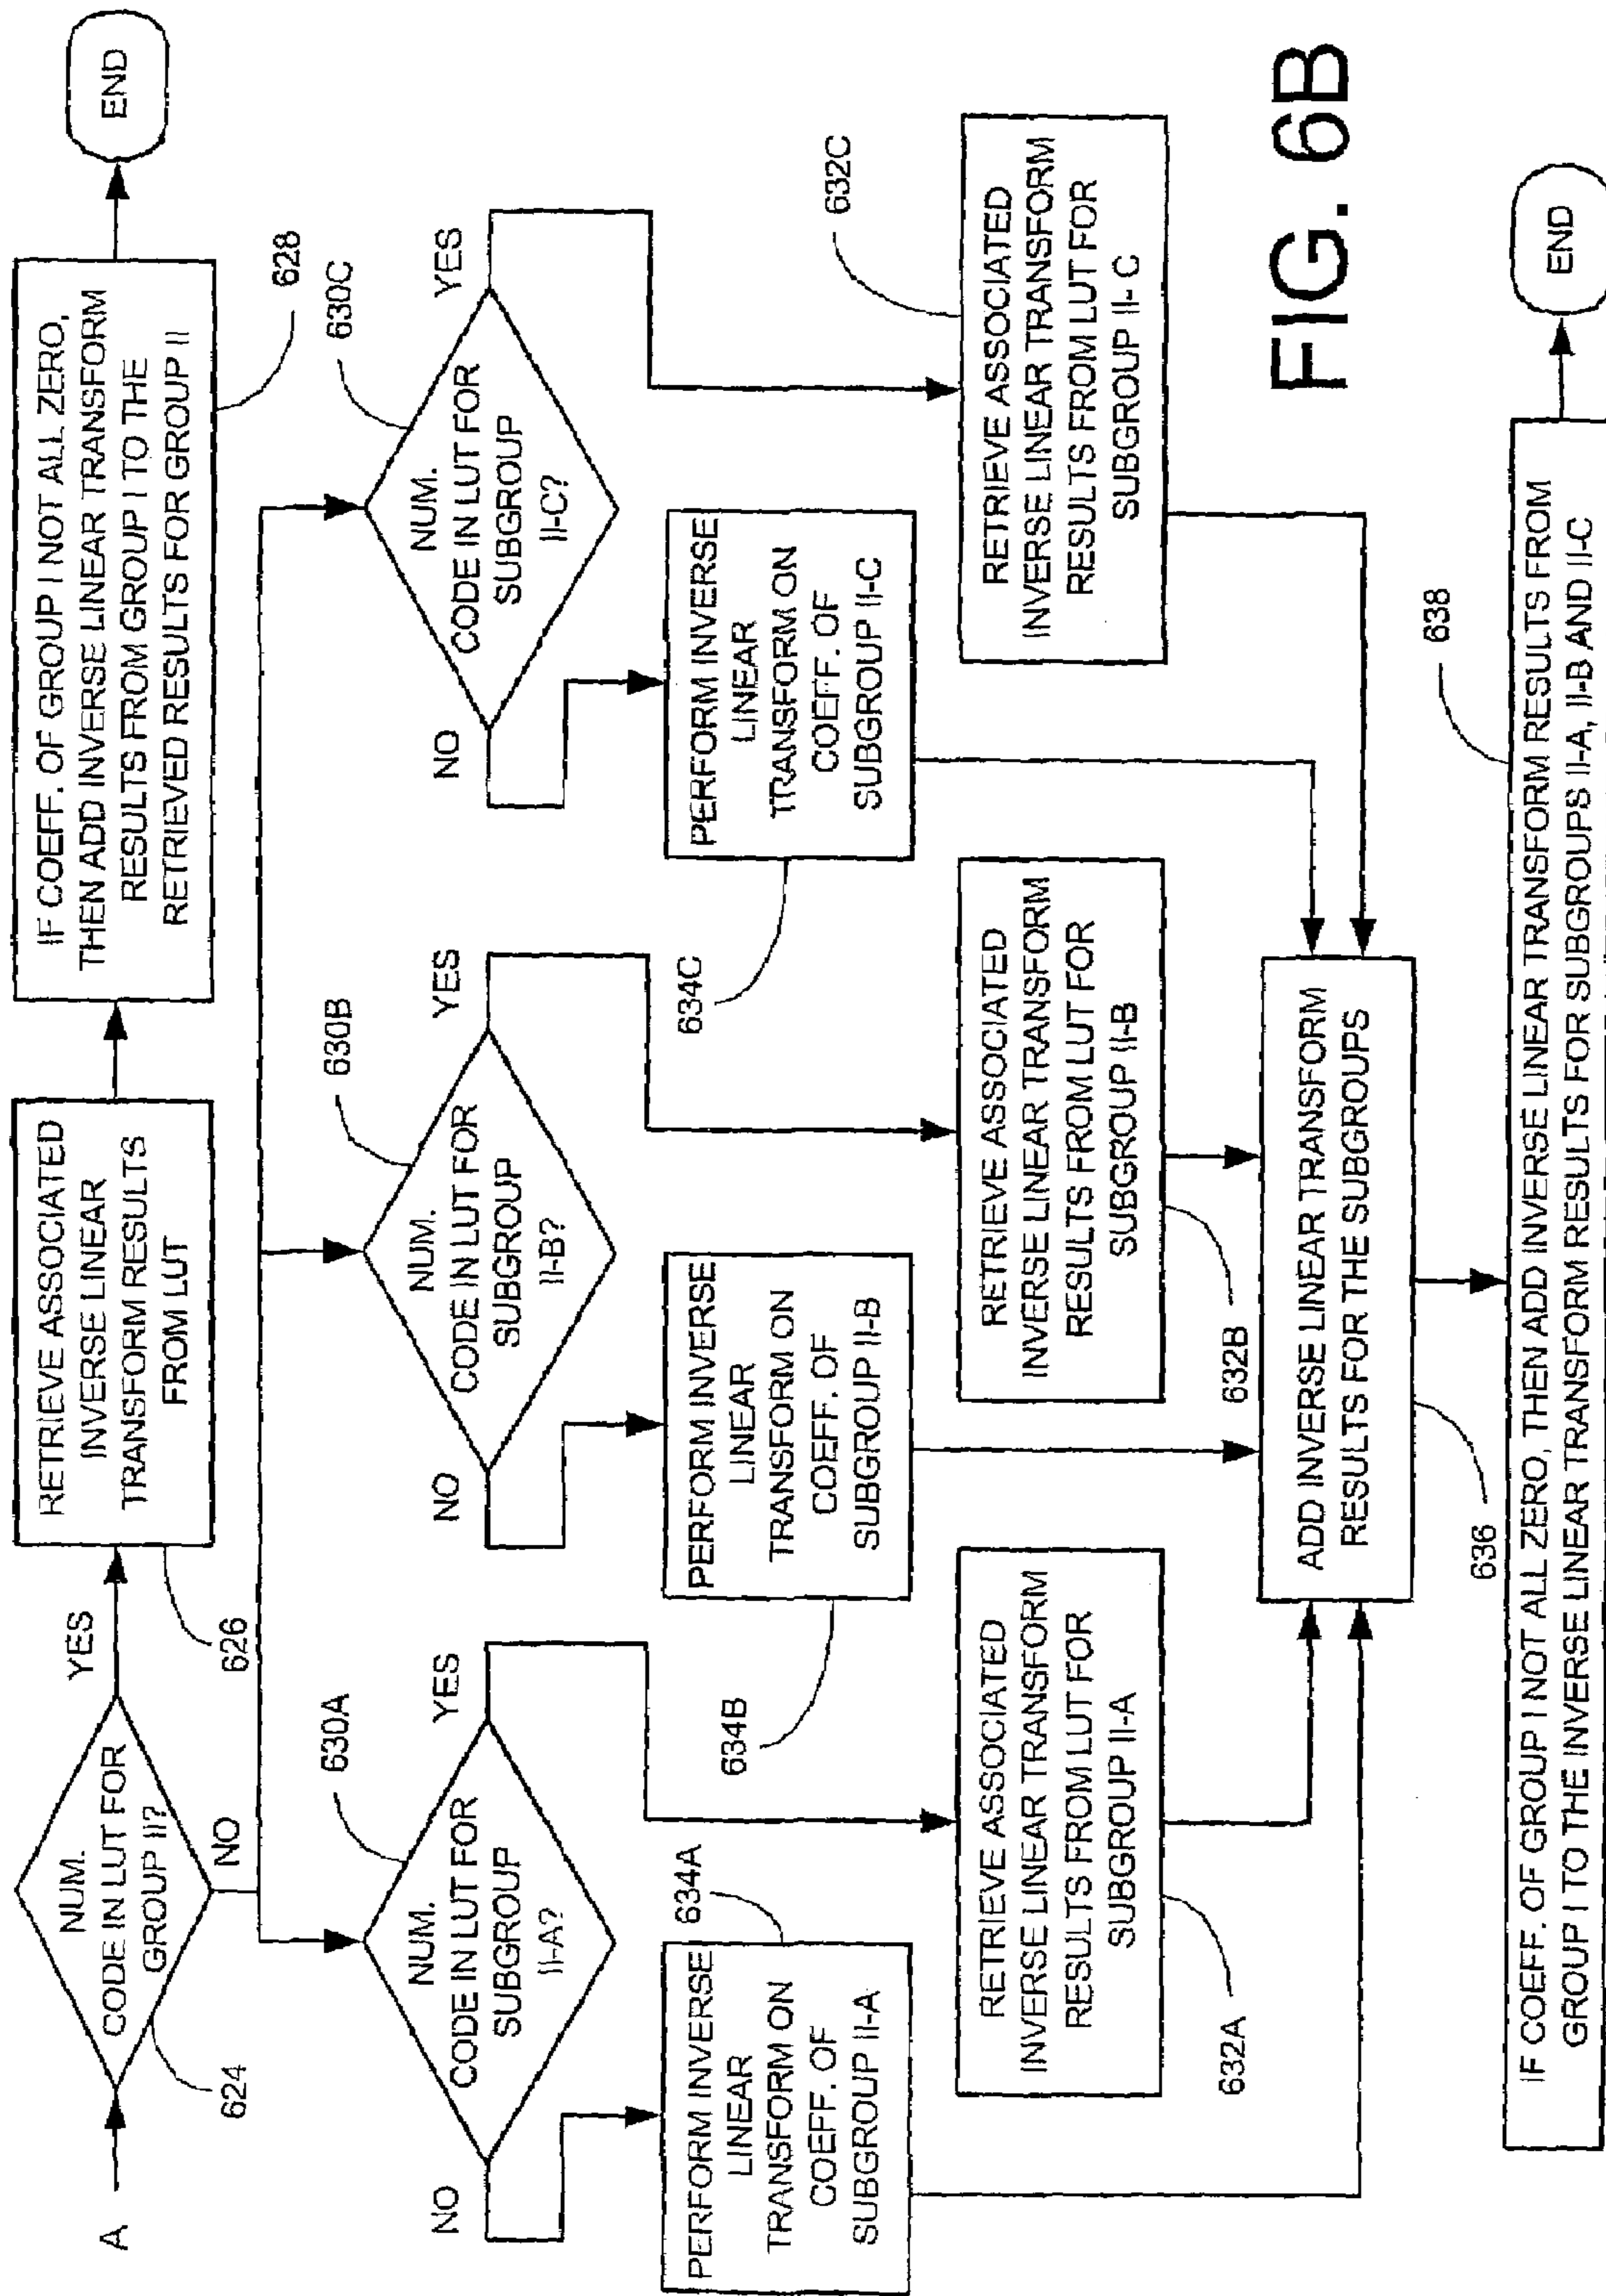 A
NUM.
CODE IN LUT FOR
GROUP II?
624
YES
NO
RETRIEVE ASSOCIATED
INVERSE LINEAR
TRANSFORM RESULTS
FROM LUT
626
IF COEFF. OF GROUP I NOT ALL ZERO,
THEN ADD INVERSE LINEAR TRANSFORM
RESULTS FROM GROUP I TO THE
RETRIEVED RESULTS FOR GROUP II
628
END
NUM.
CODE IN LUT FOR
SUBGROUP
II-A?
630A
NO
YES
NUM.
CODE IN LUT FOR
SUBGROUP
II-B?
630B
NO
YES
NUM.
CODE IN LUT FOR
SUBGROUP
II-C?
630C
NO
YES
PERFORM INVERSE
LINEAR
TRANSFORM ON
COEFF. OF
SUBGROUP II-A
634A
PERFORM INVERSE
LINEAR
TRANSFORM ON
COEFF. OF
SUBGROUP II-B
634B
PERFORM INVERSE
LINEAR
TRANSFORM ON
COEFF. OF
SUBGROUP II-C
634C
RETRIEVE ASSOCIATED
INVERSE LINEAR TRANSFORM
RESULTS FROM LUT FOR
SUBGROUP II-A
632A
RETRIEVE ASSOCIATED
INVERSE LINEAR TRANSFORM
RESULTS FROM LUT FOR
SUBGROUP II-B
632B
RETRIEVE ASSOCIATED
INVERSE LINEAR TRANSFORM
RESULTS FROM LUT FOR
SUBGROUP II-C
632C
ADD INVERSE LINEAR TRANSFORM
RESULTS FOR THE SUBGROUPS
636
IF COEFF. OF GROUP I NOT ALL ZERO, THEN ADD INVERSE LINEAR TRANSFORM RESULTS FROM
GROUP I TO THE INVERSE LINEAR TRANSFORM RESULTS FOR SUBGROUPS II-A, II-B AND II-C
638
END
FIG. 6B